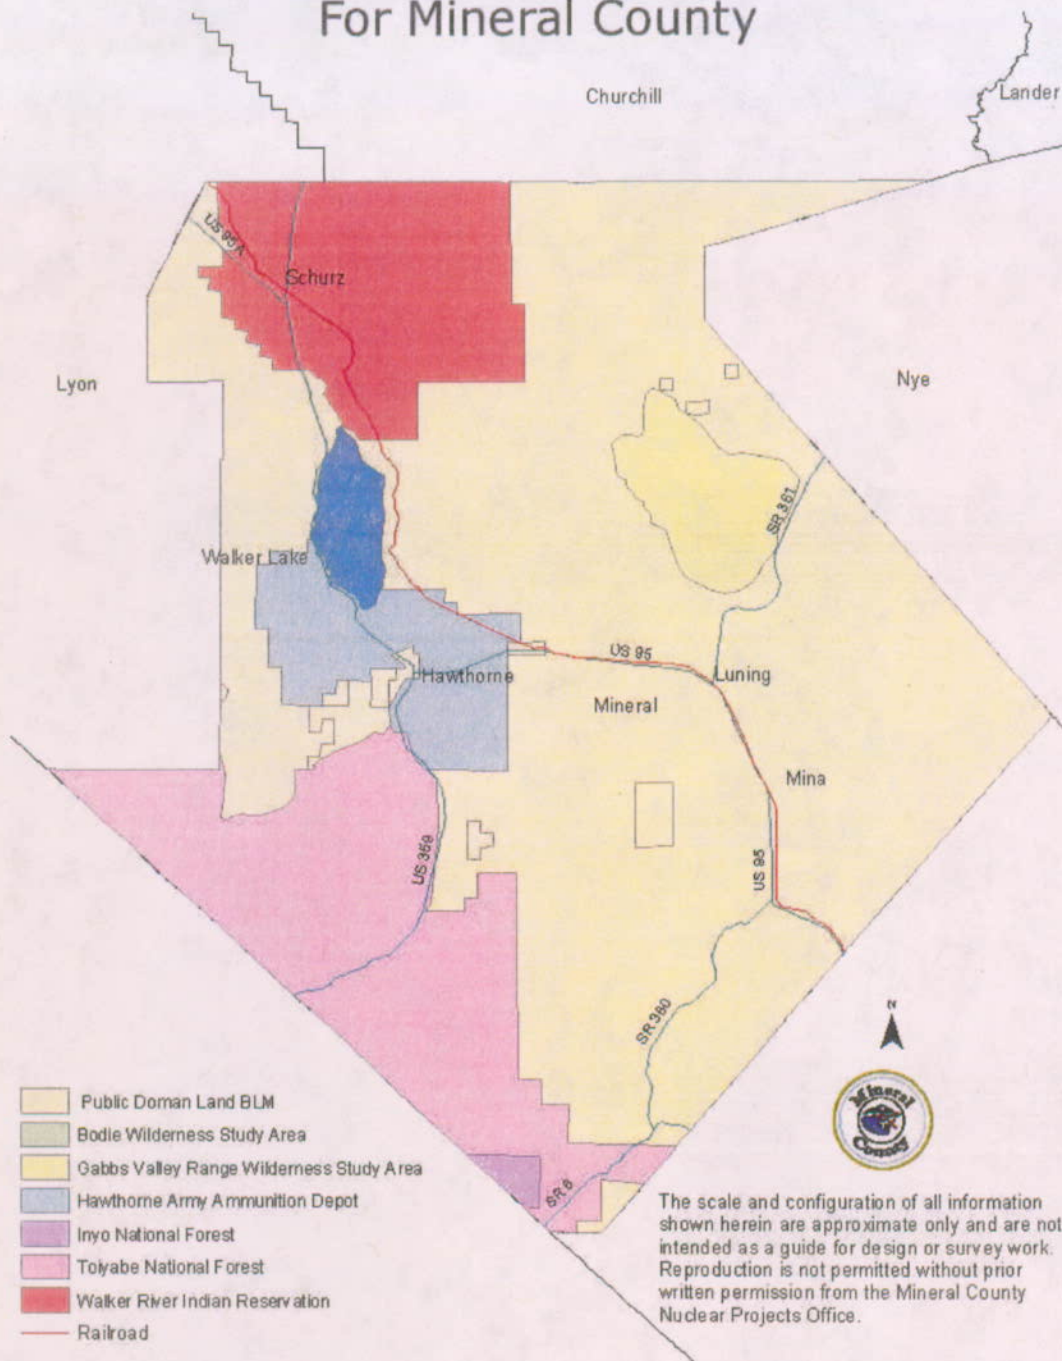 For Mineral County
Churchill
Lander
US 95A
Schurz
Lyon
Nye
SR 361
Walker Lake
US 95
Hawthorne
Luning
Mineral
Mina
US 359
US 95
SR 360
N
Mineral
County
SR 6
Public Doman Land BLM
Bodie Wilderness Study Area
Gabbs Valley Range Wilderness Study Area
Hawthorne Army Ammunition Depot
Inyo National Forest
Toiyabe National Forest
Walker River Indian Reservation
Railroad
The scale and configuration of all information
shown herein are approximate only and are not
intended as a guide for design or survey work.
Reproduction is not permitted without prior
written permission from the Mineral County
Nuclear Projects Office.